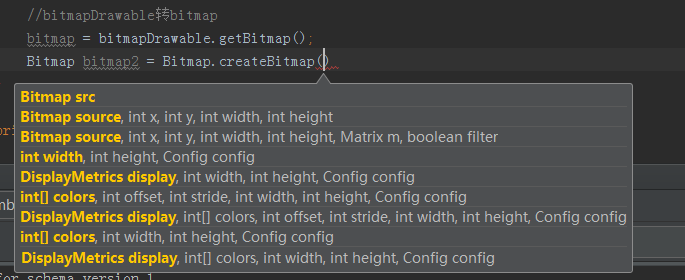 //bitmapDrawable转bitmap
bitmap = bitmapDrawable.getBitmap();
Bitmap bitmap2 = Bitmap.createBitmap()
Bitmap src
Bitmap source, int x, int y, int width, int height
Bitmap source, int x, int y, int width, int height, Matrix m, boolean filter
ori
int width, int height, Config config
DisplayMetrics display, int width, int height, Config config
mb
int[] colors, int offset, int stride, int width, int height, Config config
DisplayMetrics display, int[] colors, int offset, int stride, int width, int height, Config config
int[] colors, int width, int height, Config config
DisplayMetrics display, int[] colors, int width, int height, Config config
for schema version 1